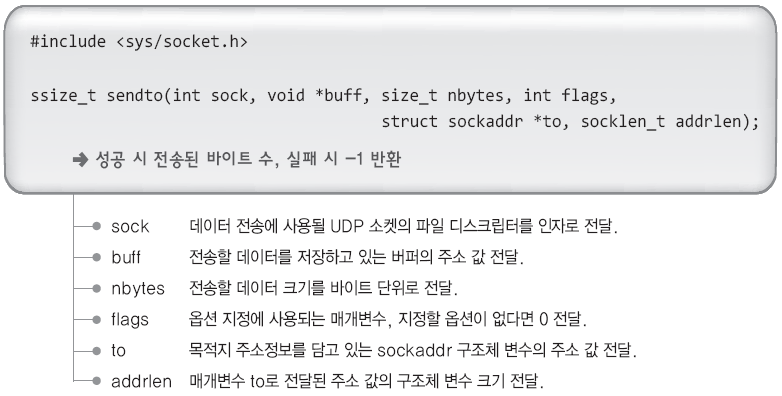 #include <sys/socket.h>
ssize_t sendto(int sock, void *buff, size_t nbytes, int flags,
struct sockaddr *to, socklen_t addrlen);
➔ 성공 시 전송된 바이트 수, 실패 시 -1 반환
sock 데이터 전송에 사용될 UDP 소켓의 파일 디스크립터를 인자로 전달.
buff 전송할 데이터를 저장하고 있는 버퍼의 주소 값 전달.
nbytes 전송할 데이터 크기를 바이트 단위로 전달.
flags 옵션 지정에 사용되는 매개변수, 지정할 옵션이 없다면 0 전달.
to 목적지 주소정보를 담고 있는 sockaddr 구조체 변수의 주소 값 전달.
addrlen 매개변수 to로 전달된 주소 값의 구조체 변수 크기 전달.